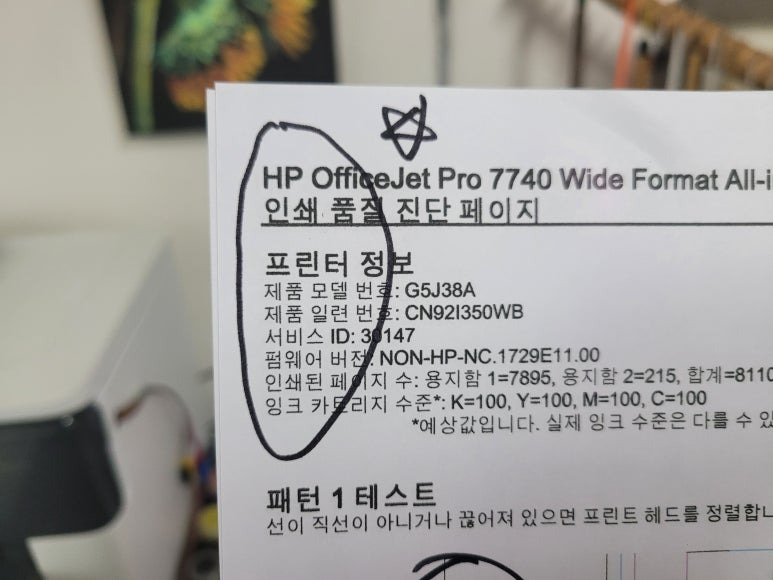 HP OfficeJet Pro 7740 Wide Format All-i
인쇄 품질 진단 페이지
프린터 정보
제품 모델 번호: G5J38A
제품 일련 번호: CN92I350WB
서비스 ID: 30147
펌웨어 버전: NON-HP-NC.1729E11.00
인쇄된 페이지 수: 용지함 1=7895, 용지함 2=215, 합계=8110
잉크 카트리지 수준*: K=100, Y=100, M=100, C=100
*예상값입니다. 실제 잉크 수준은 다를 수 있
패턴 1 테스트
선이 직선이 아니거나 끊어져 있으면 프린트 헤드를 정렬합니